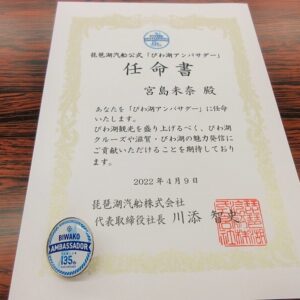 琵琶湖汽船公式「びわ湖アンバサダー」
任命書
宮島未奈 殿
あなたを「びわ湖アンバサダー」に任命
いたします。
びわ湖観光を盛り上げるべく、びわ湖
クルーズや滋賀・びわ湖の魅力発信に
ご貢献いただけることを期待しており
ます。
2022年4月9日
琵琶湖汽船株式会社
代表取締役社長 川添 智史
BIWAKO
AMBASSADOR
135